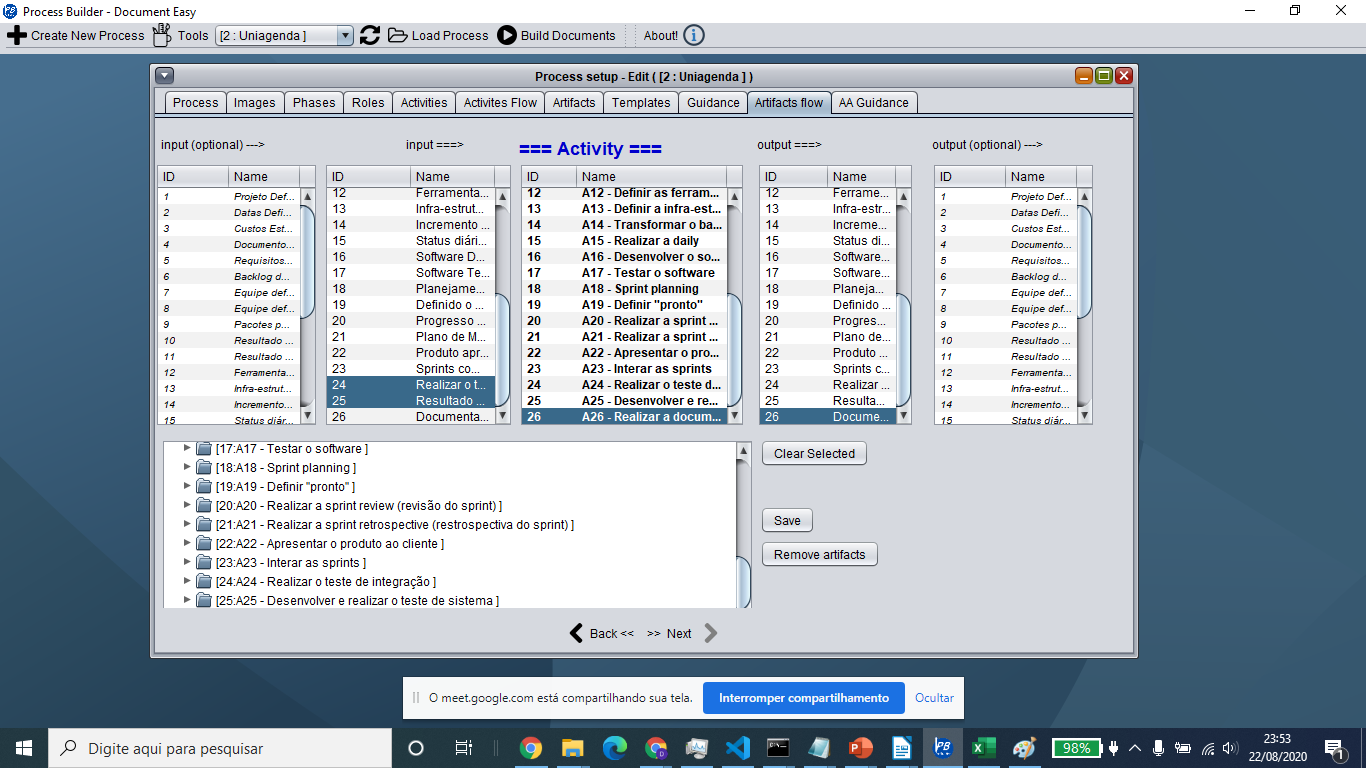 Process Builder - Document Easy
Create New Process Tools [2 : Uniagenda ] Load Process Build Documents About!
Process setup - Edit ( [2 : Uniagenda ] )
Process Images Phases Roles Activities Activites Flow Artifacts Templates Guidance Artifacts flow AA Guidance
input (optional) --->
input ===>
=== Activity ===
output ===>
output (optional) --->
ID Name
1 Projeto Def...
2 Datas Defi...
3 Custos Est...
4 Documento...
5 Requisitos...
6 Backlog d...
7 Equipe def...
8 Equipe def...
9 Pacotes p...
10 Resultado ...
11 Resultado ...
12 Ferramenta...
13 Infra-estrut...
14 Incremento...
15 Status diár...
ID Name
12 Ferramenta...
13 Infra-estrut...
14 Incremento ...
15 Status diári...
16 Software D...
17 Software Te...
18 Planejame...
19 Definido o ...
20 Progresso ...
21 Plano de M...
22 Produto apr...
23 Sprints co...
24 Realizar o t...
25 Resultado ...
26 Documenta...
ID Name
12 A12 - Definir as ferram...
13 A13 - Definir a infra-est...
14 A14 - Transformar o ba...
15 A15 - Realizar a daily
16 A16 - Desenvolver o so...
17 A17 - Testar o software
18 A18 - Sprint planning
19 A19 - Definir "pronto"
20 A20 - Realizar a sprint ...
21 A21 - Realizar a sprint ...
22 A22 - Apresentar o pro...
23 A23 - Interar as sprints
24 A24 - Realizar o teste d...
25 A25 - Desenvolver e re...
26 A26 - Realizar a docum...
ID Name
12 Ferrame...
13 Infra-estr...
14 Increme...
15 Status di...
16 Software...
17 Software...
18 Planeja...
19 Definido ...
20 Progres...
21 Plano de...
22 Produto ...
23 Sprints c...
24 Realizar ...
25 Resulta...
26 Docume...
ID Name
1 Projeto Def...
2 Datas Defi...
3 Custos Est...
4 Documento...
5 Requisitos...
6 Backlog d...
7 Equipe def...
8 Equipe def...
9 Pacotes p...
10 Resultado ...
11 Resultado ...
12 Ferramenta...
13 Infra-estrut...
14 Incremento...
15 Status diár...
[17:A17 - Testar o software ]
[18:A18 - Sprint planning ]
[19:A19 - Definir "pronto" ]
[20:A20 - Realizar a sprint review (revisão do sprint) ]
[21:A21 - Realizar a sprint retrospective (restrospectiva do sprint) ]
[22:A22 - Apresentar o produto ao cliente ]
[23:A23 - Interar as sprints ]
[24:A24 - Realizar o teste de integração ]
[25:A25 - Desenvolver e realizar o teste de sistema ]
Clear Selected
Save
Remove artifacts
Back << >> Next
O meet.google.com está compartilhando sua tela. Interromper compartilhamento Ocultar
Digite aqui para pesquisar
98%
23:53
22/08/2020
1